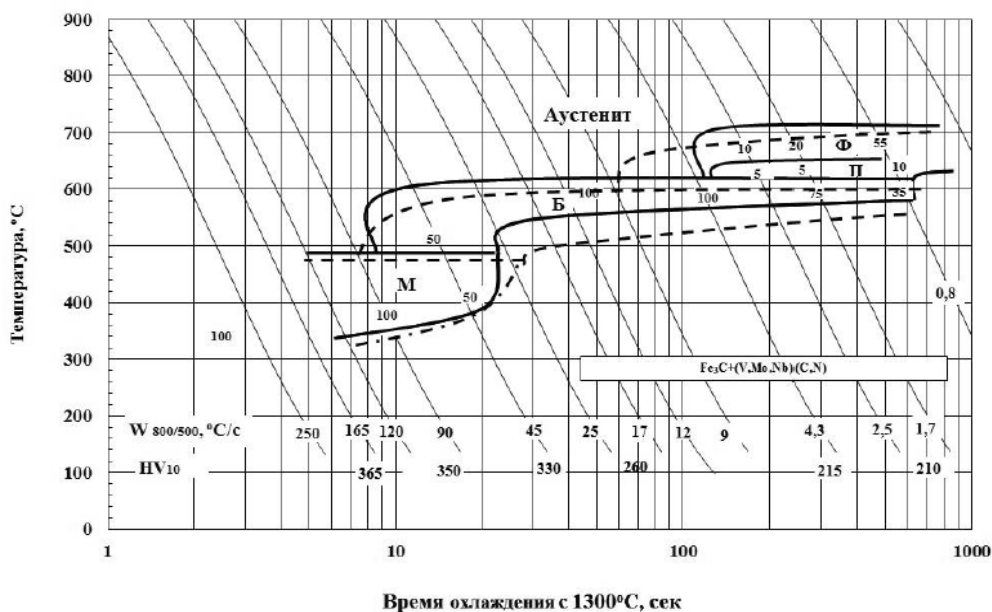 900
800
700
600
500
400
300
200
100
0
Температура, °С
Аустенит
10 20 Ф 55
5 5 П 10
100 Б 100 75 35
50
М
50
100
100
0,8
Fe3C+(V,Mo,Nb)(C,N)
W 800/500, °С/с 250 165 120 90 45 25 17 12 9 4,3 2,5 1,7
HV10 365 350 330 260 215 210
1 10 100 1000
Время охлаждения с 1300⁰С, сек